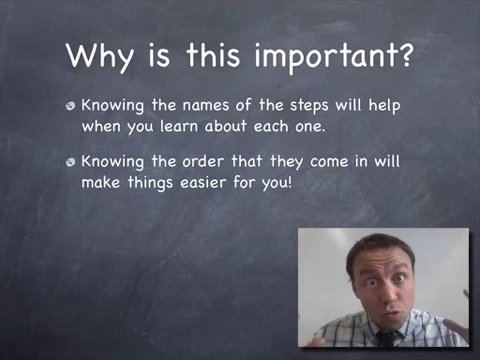 Why is this important?
Knowing the names of the steps will help
when you learn about each one.
Knowing the order that they come in will
make things easier for you!